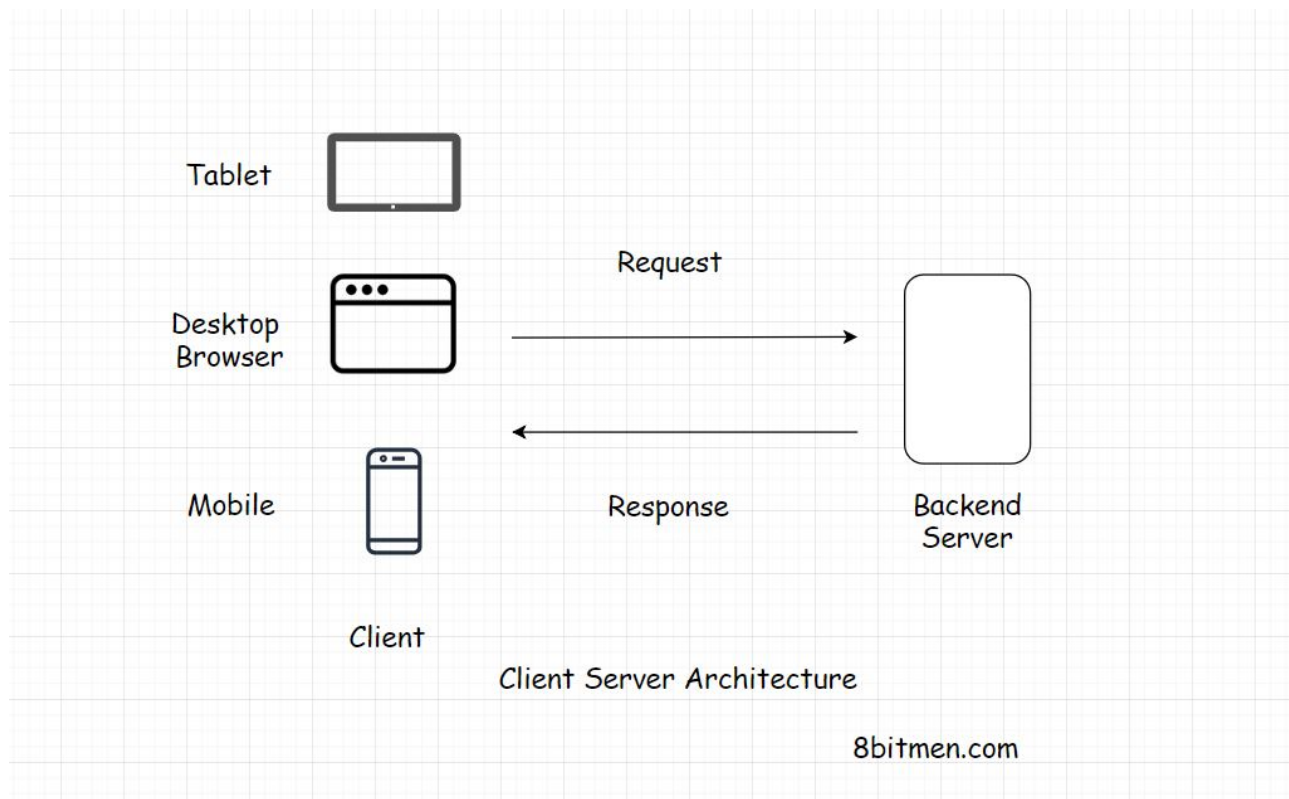 Tablet
Request
Desktop
Browser
Mobile
Response
Backend
Server
Client
Client Server Architecture
8bitmen.com